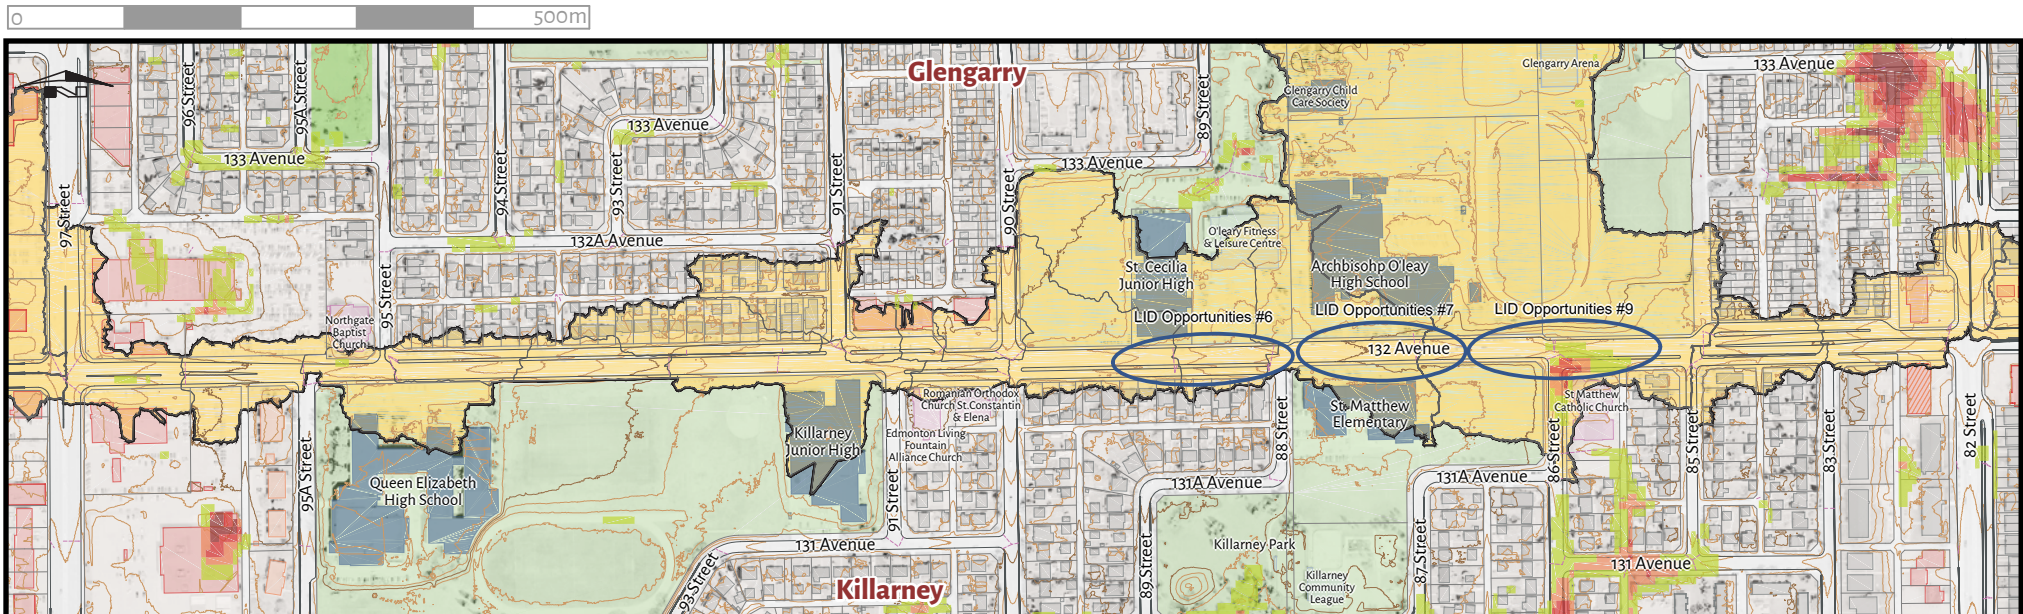 0
500m
Glengarry
Glengarry Arena
133 Avenue
96 Street
95A Street
89 Street
Glengarry Child
Care Society
133 Avenue
133 Avenue
133 Avenue
94 Street
93 Street
91 Street
90 Street
97 Street
132A Avenue
O'leary Fitness
& Leisure Centre
St. Cecilia
Junior High
Archbisohp O'leay
High School
95 Street
LID Opportunities #6
LID Opportunities #7
LID Opportunities #9
Northgate
Baptist
Church
132 Avenue
Romanian Orthodox
Church St.Constantin
& Elena
St Matthew
Elementary
St Matthew
Catholic Church
Killarney
Junior High
Edmonton Living
Fountain
Alliance Church
88 Street
86 Street
85 Street
83 Street
82 Street
95A Street
Queen Elizabeth
High School
91 Street
131A Avenue
131A Avenue
131 Avenue
Killarney Park
131 Avenue
93 Street
89 Street
87 Street
Killarney
Killarney
Community
League